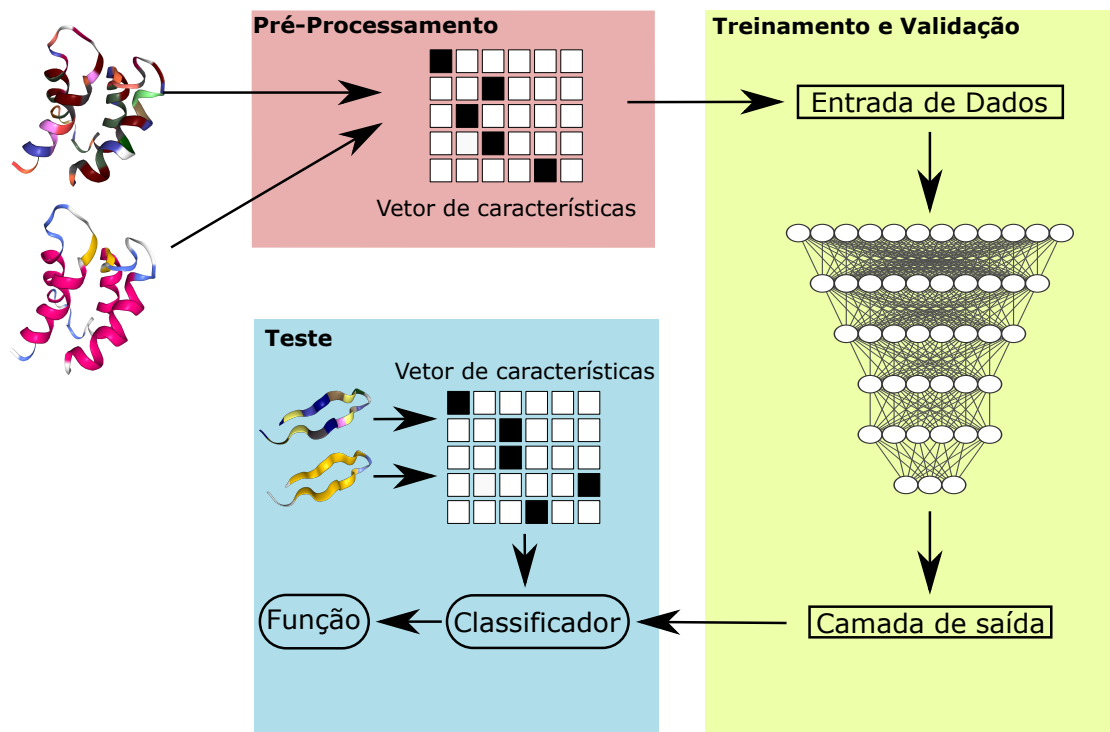 Pré-Processamento
Vetor de características
Treinamento e Validação
Entrada de Dados
Camada de saída
Teste
Vetor de características
Classificador
Função